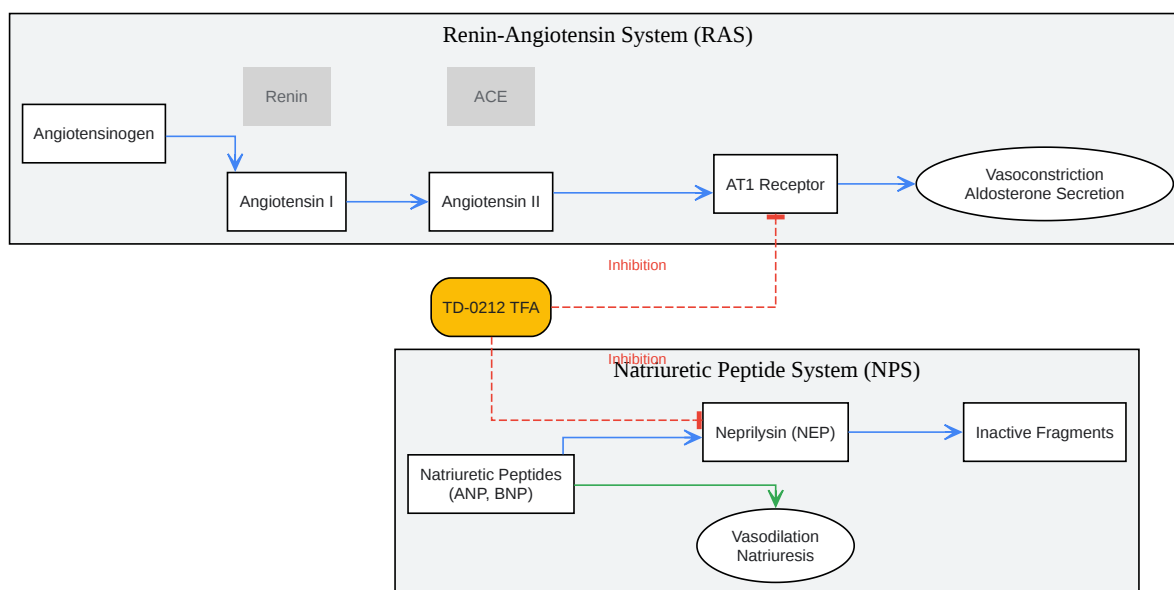 Renin-Angiotensin System (RAS)
Renin
ACE
Angiotensinogen
Angiotensin I
Angiotensin II
AT1 Receptor
Vasoconstriction
Aldosterone Secretion
Inhibition
TD-0212 TFA
Inhibition
Natriuretic Peptide System (NPS)
Neprilysin (NEP)
Inactive Fragments
Natriuretic Peptides
(ANP, BNP)
Vasodilation
Natriuresis